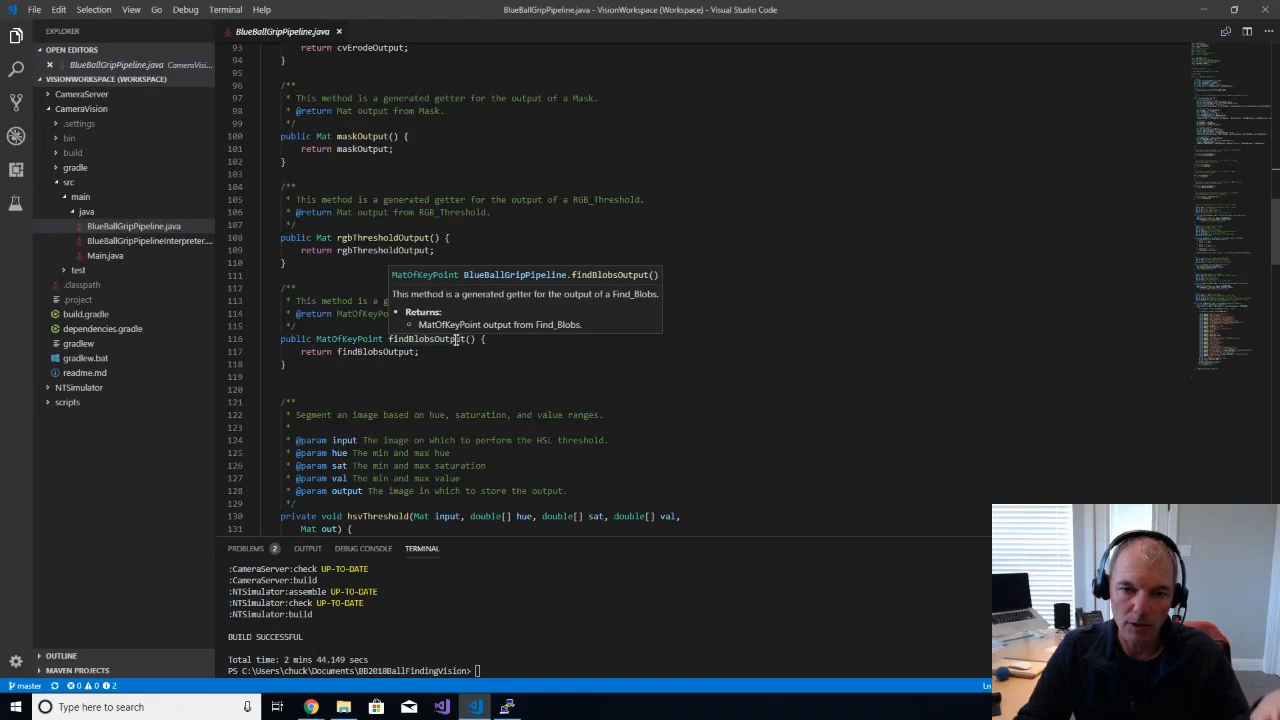 File Edit Selection View Go Debug Terminal Help
BlueBallGripPipeline.java - VisionWorkspace (Workspace) - Visual Studio Code
EXPLORER
OPEN EDITORS
BlueBallGripPipeline.java CameraVisi...
VISIONWORKSPACE (WORKSPACE)
CameraServer
CameraVision
.settings
bin
build
gradle
src
main
java
BlueBallGripPipeline.java
BlueBallGripPipelineInterpreter....
Main.java
test
.classpath
.project
build.gradle
dependencies.gradle
gradlew
gradlew.bat
readme.md
NTSimulator
scripts
OUTLINE
MAVEN PROJECTS
BlueBallGripPipeline.java
93 return cvErodeOutput;
94 }
95
96 /**
97 * This method is a generated getter for the output of a Mask.
98 * @return Mat output from Mask.
99 */
100 public Mat maskOutput() {
101 return maskOutput;
102 }
103
104 /**
105 * This method is a generated getter for the output of a RGB_Threshold.
106 * @return Mat output from RGB_Threshold.
107 */
108 public Mat rgbThresholdOutput() {
109 return rgbThresholdOutput;
110 }
111
MatOfKeyPoint BlueBallGripPipeline.findBlobsOutput()
This method is a generated getter for the output of a Find_Blobs.
Returns:
MatOfKeyPoint output from Find_Blobs.
112 /**
113 * This method is a g
114 * @return MatOfKeyPo
115 */
116 public MatOfKeyPoint findBlobsOutput() {
117 return findBlobsOutput;
118 }
119
120
121 /**
122 * Segment an image based on hue, saturation, and value ranges.
123 *
124 * @param input The image on which to perform the HSL threshold.
125 * @param hue The min and max hue
126 * @param sat The min and max saturation
127 * @param val The min and max value
128 * @param output The image in which to store the output.
129 */
130 private void hsvThreshold(Mat input, double[] hue, double[] sat, double[] val,
131 Mat out) {
PROBLEMS 2 OUTPUT DEBUG CONSOLE TERMINAL
:CameraServer:check UP-TO-DATE
:CameraServer:build
:NTSimulator:assemble UP-TO-DATE
:NTSimulator:check UP-TO-DATE
:NTSimulator:build
BUILD SUCCESSFUL
Total time: 2 mins 44.149 secs
PS C:\Users\chuck\Documents\BB2018BallFindingVision>
master 0 0 2 Ln
Type here to search